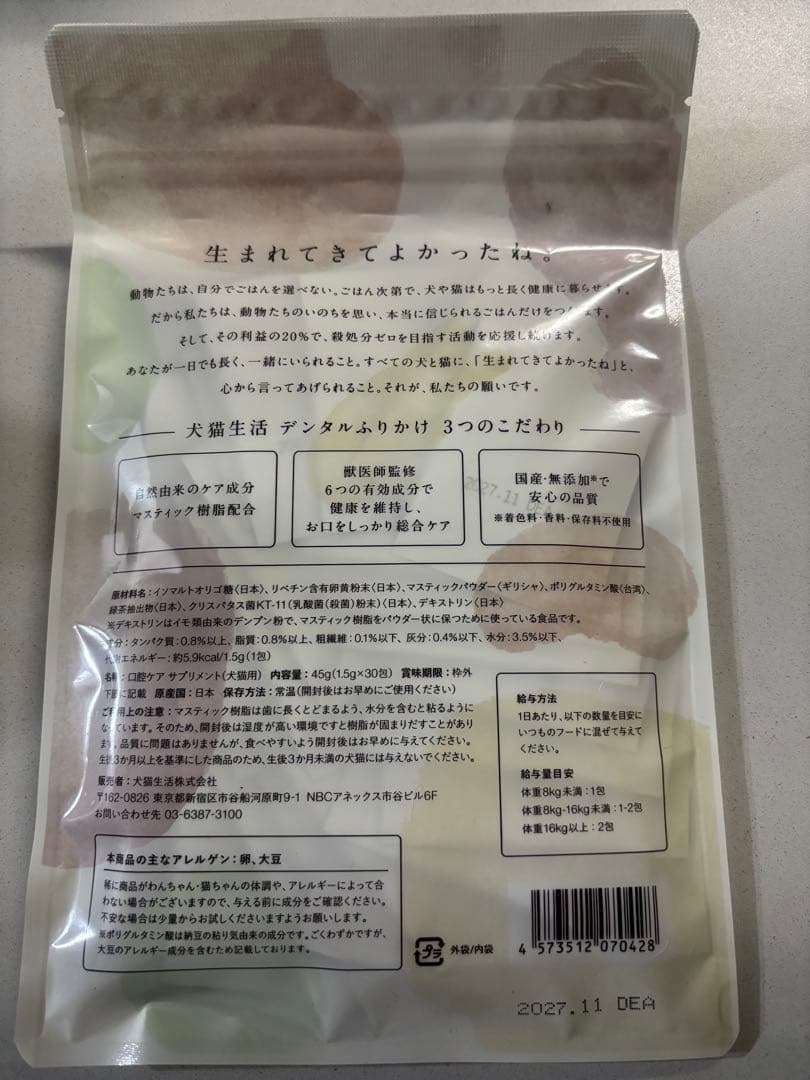 生まれてきてよかったね。
動物たちは、自分でごはんを選べない。ごはん次第で、犬や猫はもっと長く健康に暮らせます。
だから私たちは、動物たちのいのちを思い、本当に信じられるごはんだけをつくります。
そして、その利益の20%で、殺処分ゼロを目指す活動を応援し続けます。
あなたが一日でも長く、一緒にいられること。すべての犬と猫に、「生まれてきてよかったね」と、
心から言ってあげられること。それが、私たちの願いです。
犬猫生活 デンタルふりかけ 3つのこだわり
自然由来のケア成分
マスティック樹脂配合
獣医師監修
6つの有効成分で
健康を維持し、
お口をしっかり総合ケア
国産・無添加※で
安心の品質
※着色料・香料・保存料不使用
2027.11 DEA
原材料名：イソマルトオリゴ糖〈日本〉、リベチン含有卵黄粉末〈日本〉、マスティックパウダー〈ギリシャ〉、ポリグルタミン酸〈台湾〉、
緑茶抽出物〈日本〉、クリスパタス菌KT-11（乳酸菌（殺菌）粉末）〈日本〉、デキストリン〈日本〉
※デキストリンはイモ類由来のデンプン粉で、マスティック樹脂をパウダー状に保つために使っている食品です。
成分：タンパク質：0.8%以上、脂質：0.8%以上、粗繊維：0.1%以下、灰分：0.4%以下、水分：3.5%以下、
代謝エネルギー：約5.9kcal/1.5g（1包）
名称：口腔ケア サプリメント（犬猫用） 内容量：45g（1.5g×30包） 賞味期限：枠外
下部に記載 原産国：日本 保存方法：常温（開封後はお早めにご使用ください）
ご利用上の注意：マスティック樹脂は歯に長くとどまるよう、水分を含むと粘るように
なっています。そのため、開封後は湿度が高い環境ですと樹脂が固まりだすことがあり
ます。品質に問題はありませんが、食べやすいよう開封後はお早めに与えてください。
生後3か月以上を基準にした商品のため、生後3か月未満の犬猫には与えないでください。
販売者：犬猫生活株式会社
〒162-0826 東京都新宿区市谷船河原町9-1 NBCアネックス市谷ビル6F
お問い合わせ先 03-6387-3100
給与方法
1日あたり、以下の数量を目安に
いつものフードに混ぜて与えて
ください。
給与量目安
体重8kg未満：1包
体重8kg-16kg未満：1-2包
体重16kg以上：2包
本商品の主なアレルゲン：卵、大豆
稀に商品がわんちゃん・猫ちゃんの体調や、アレルギーによって合
わない場合がございますので、与える前に成分をご確認ください。
不安な場合は少量からお試しくださいますようお願いします。
※ポリグルタミン酸は納豆の粘り気由来の成分です。ごくわずかですが、
大豆のアレルギー成分を含むため記載しております。
プラ 外袋/内袋
4 573512 070428
2027.11 DEA